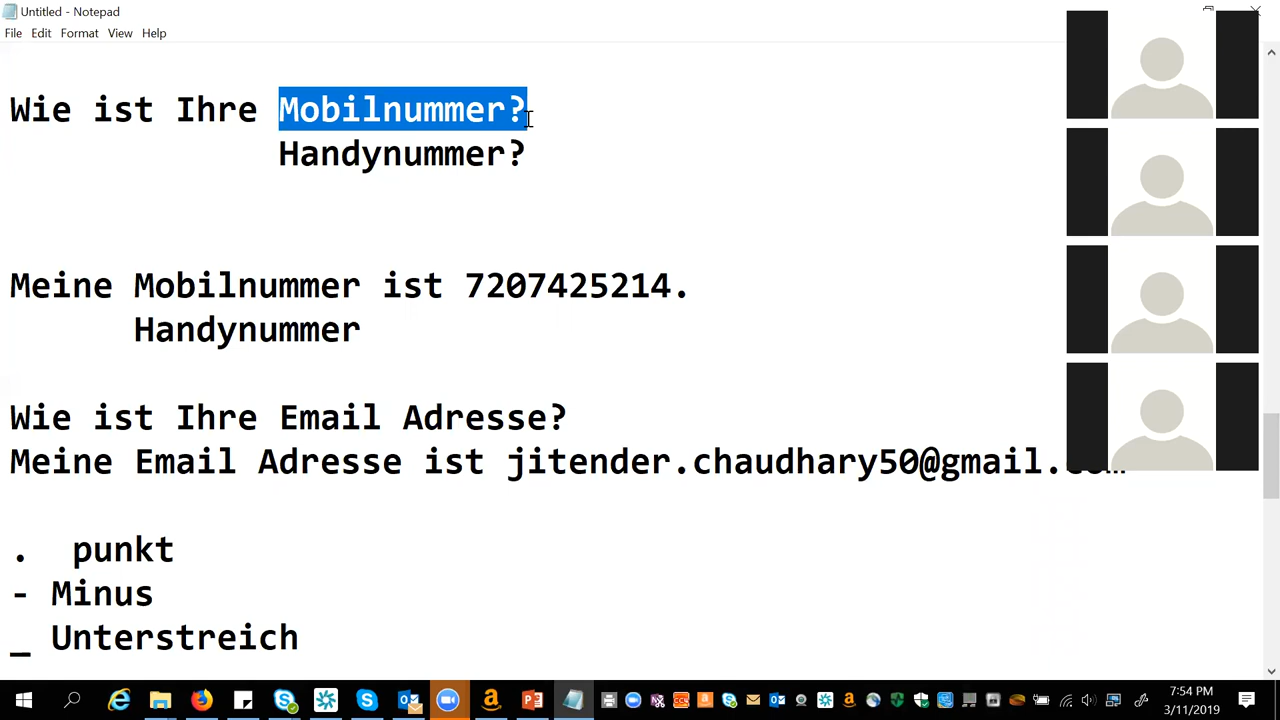 Untitled - Notepad
File Edit Format View Help
Wie ist Ihre Mobilnummer?
Handynummer?
Meine Mobilnummer ist 7207425214.
Handynummer
Wie ist Ihre Email Adresse?
Meine Email Adresse ist jitender.chaudhary50@gmail.com
. punkt
- Minus
_ Unterstreich
7:54 PM
3/11/2019